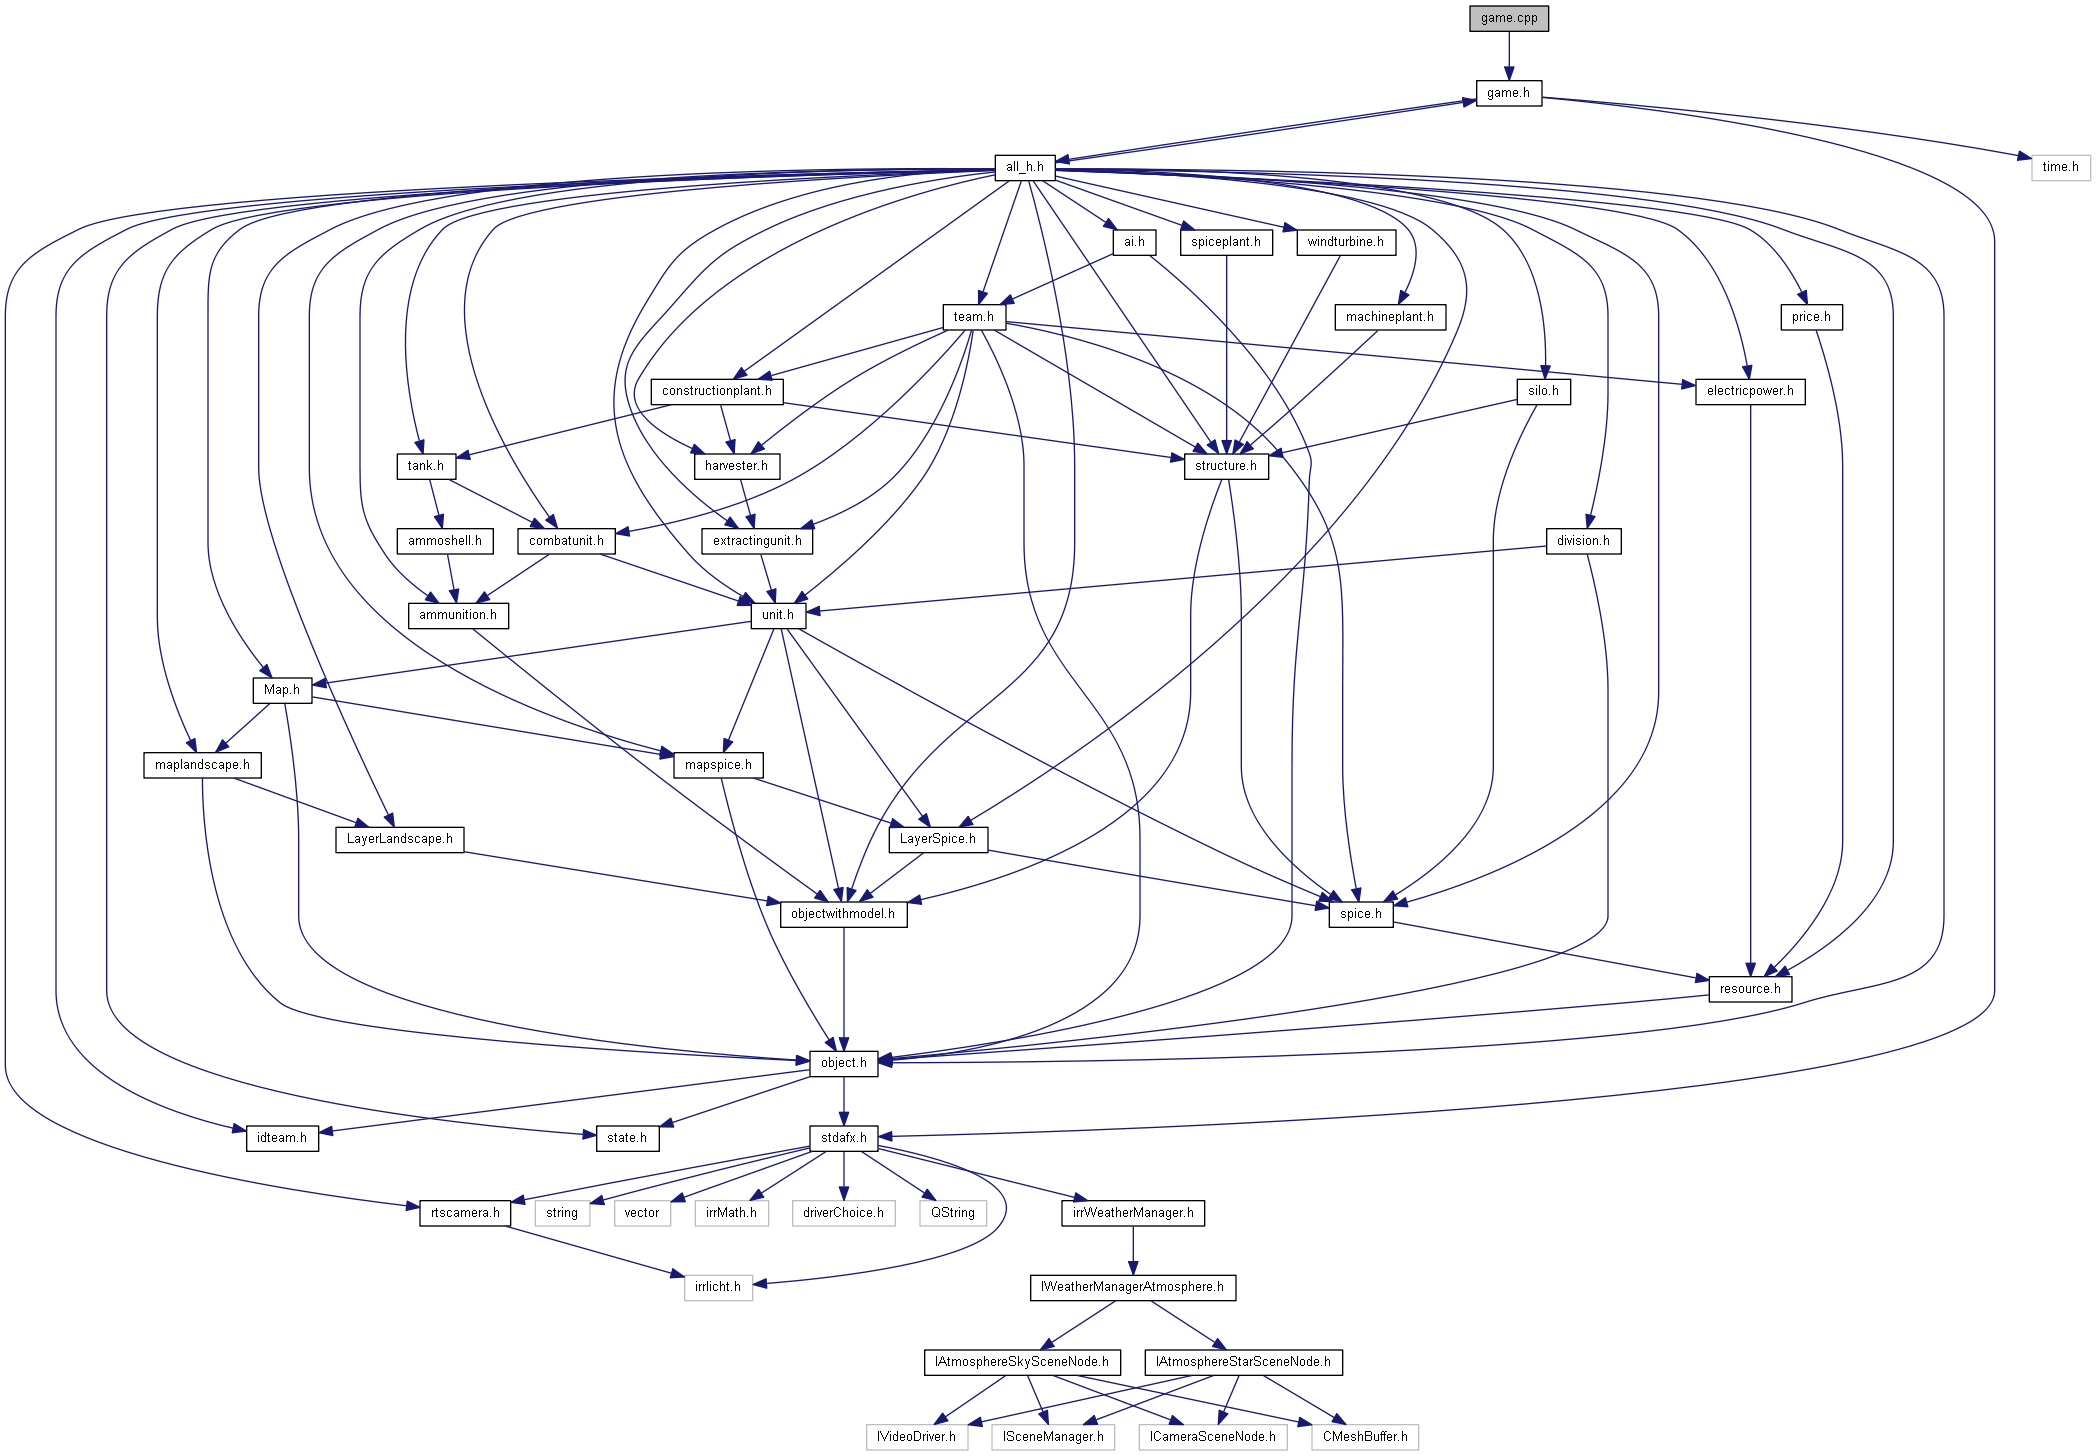 game.cpp
game.h
all_h.h
time.h
ai.h
spiceplant.h
windturbine.h
team.h
machineplant.h
price.h
constructionplant.h
silo.h
electricpower.h
tank.h
harvester.h
structure.h
ammoshell.h
combatunit.h
extractingunit.h
division.h
ammunition.h
unit.h
Map.h
maplandscape.h
mapspice.h
LayerLandscape.h
LayerSpice.h
objectwithmodel.h
spice.h
resource.h
object.h
idteam.h
state.h
stdafx.h
rtscamera.h
string
vector
irrMath.h
driverChoice.h
QString
irrWeatherManager.h
irrlicht.h
IWeatherManagerAtmosphere.h
IAtmosphereSkySceneNode.h
IAtmosphereStarSceneNode.h
IVideoDriver.h
ISceneManager.h
ICameraSceneNode.h
CMeshBuffer.h